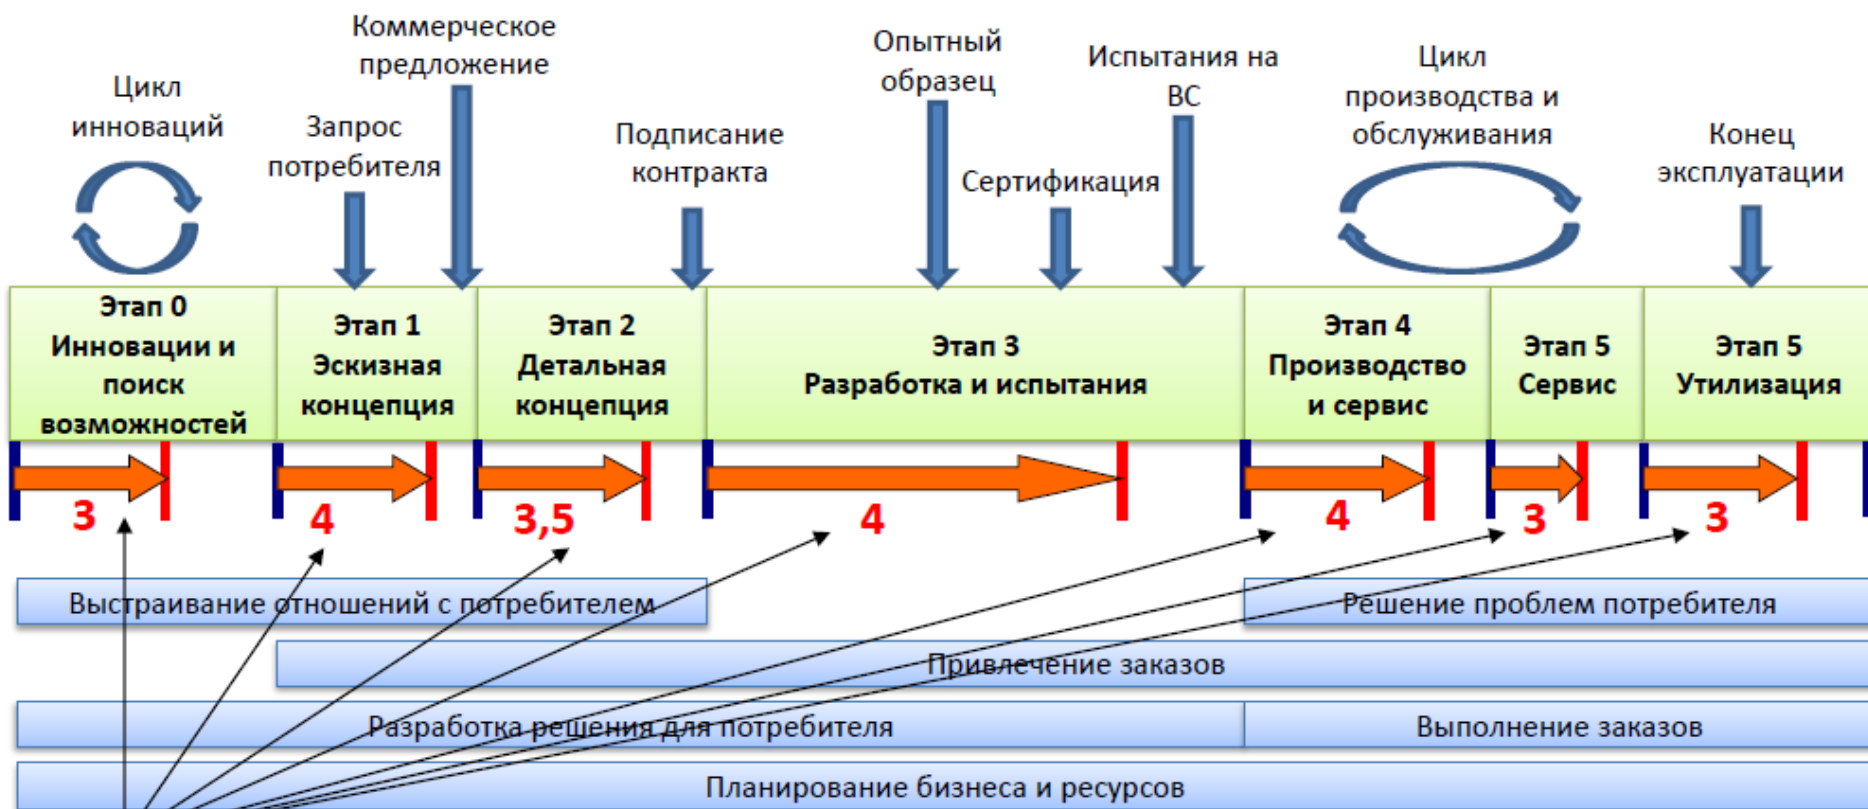 Цикл
инноваций
Запрос
потребителя
Коммерческое
предложение
Подписание
контракта
Опытный
образец
Сертификация
Испытания на
ВС
Цикл
производства и
обслуживания
Конец
эксплуатации
Этап 0
Инновации и
поиск
возможностей
Этап 1
Эскизная
концепция
Этап 2
Детальная
концепция
Этап 3
Разработка и испытания
Этап 4
Производство
и сервис
Этап 5
Сервис
Этап 5
Утилизация
3
4
3,5
4
4
3
3
Выстраивание отношений с потребителем
Решение проблем потребителя
Привлечение заказов
Разработка решения для потребителя
Выполнение заказов
Планирование бизнеса и ресурсов